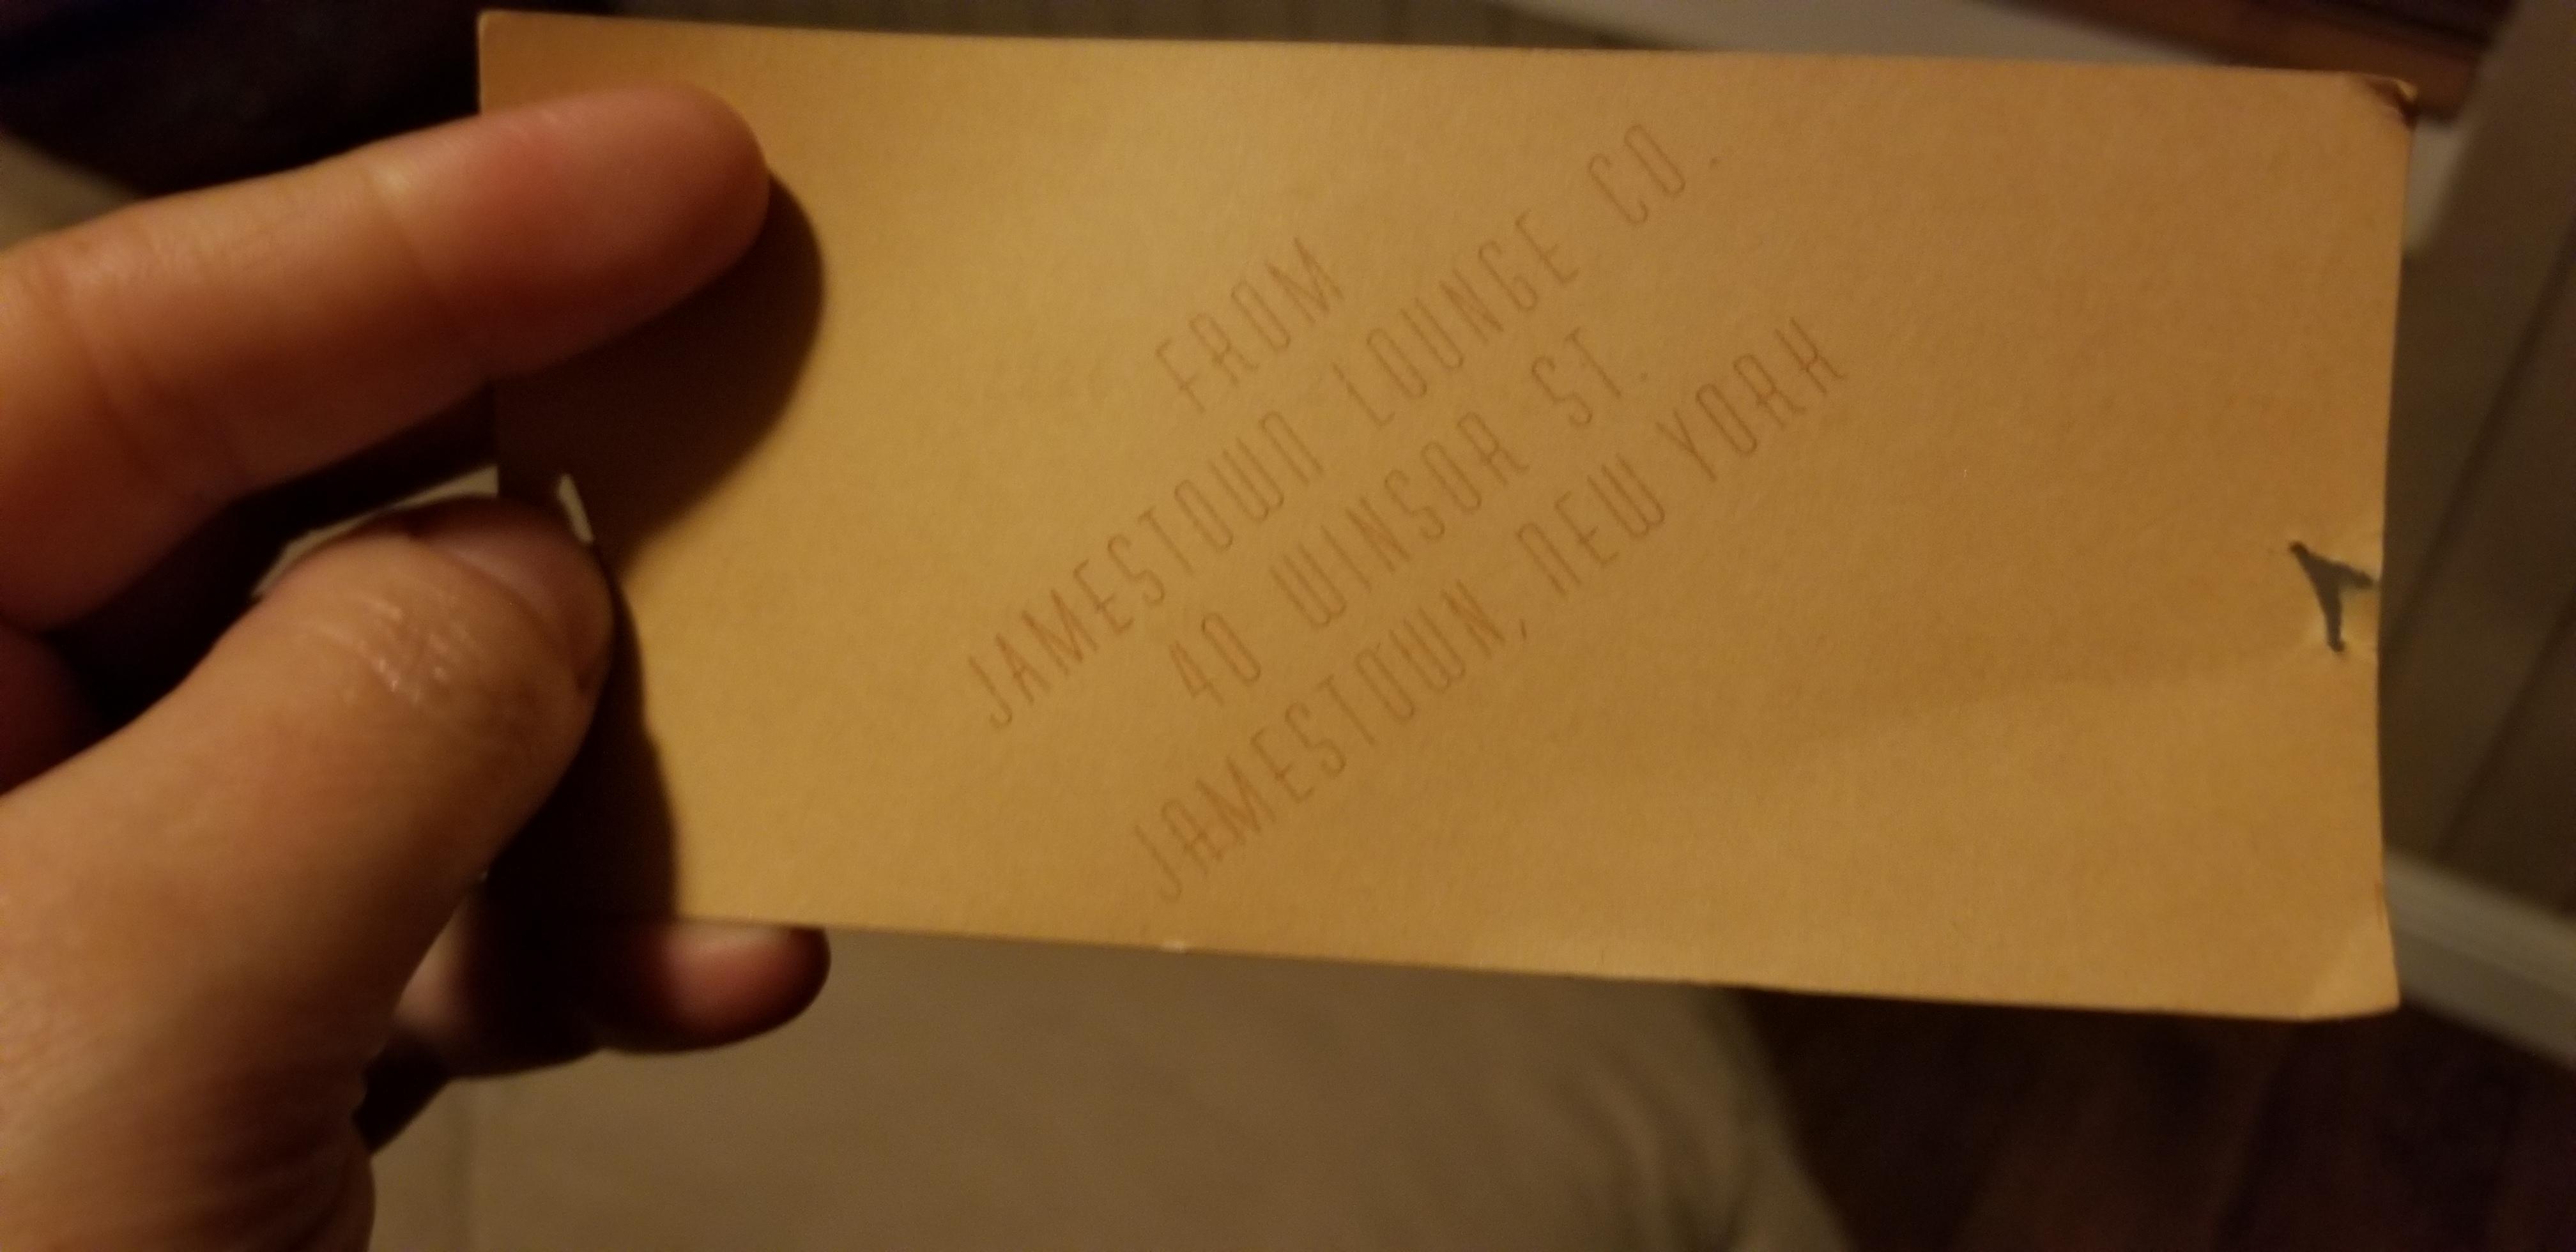 FROM
JAMESTOWN LOUNGE CO.
40 WINSOR ST.
JAMESTOWN, NEW YORK